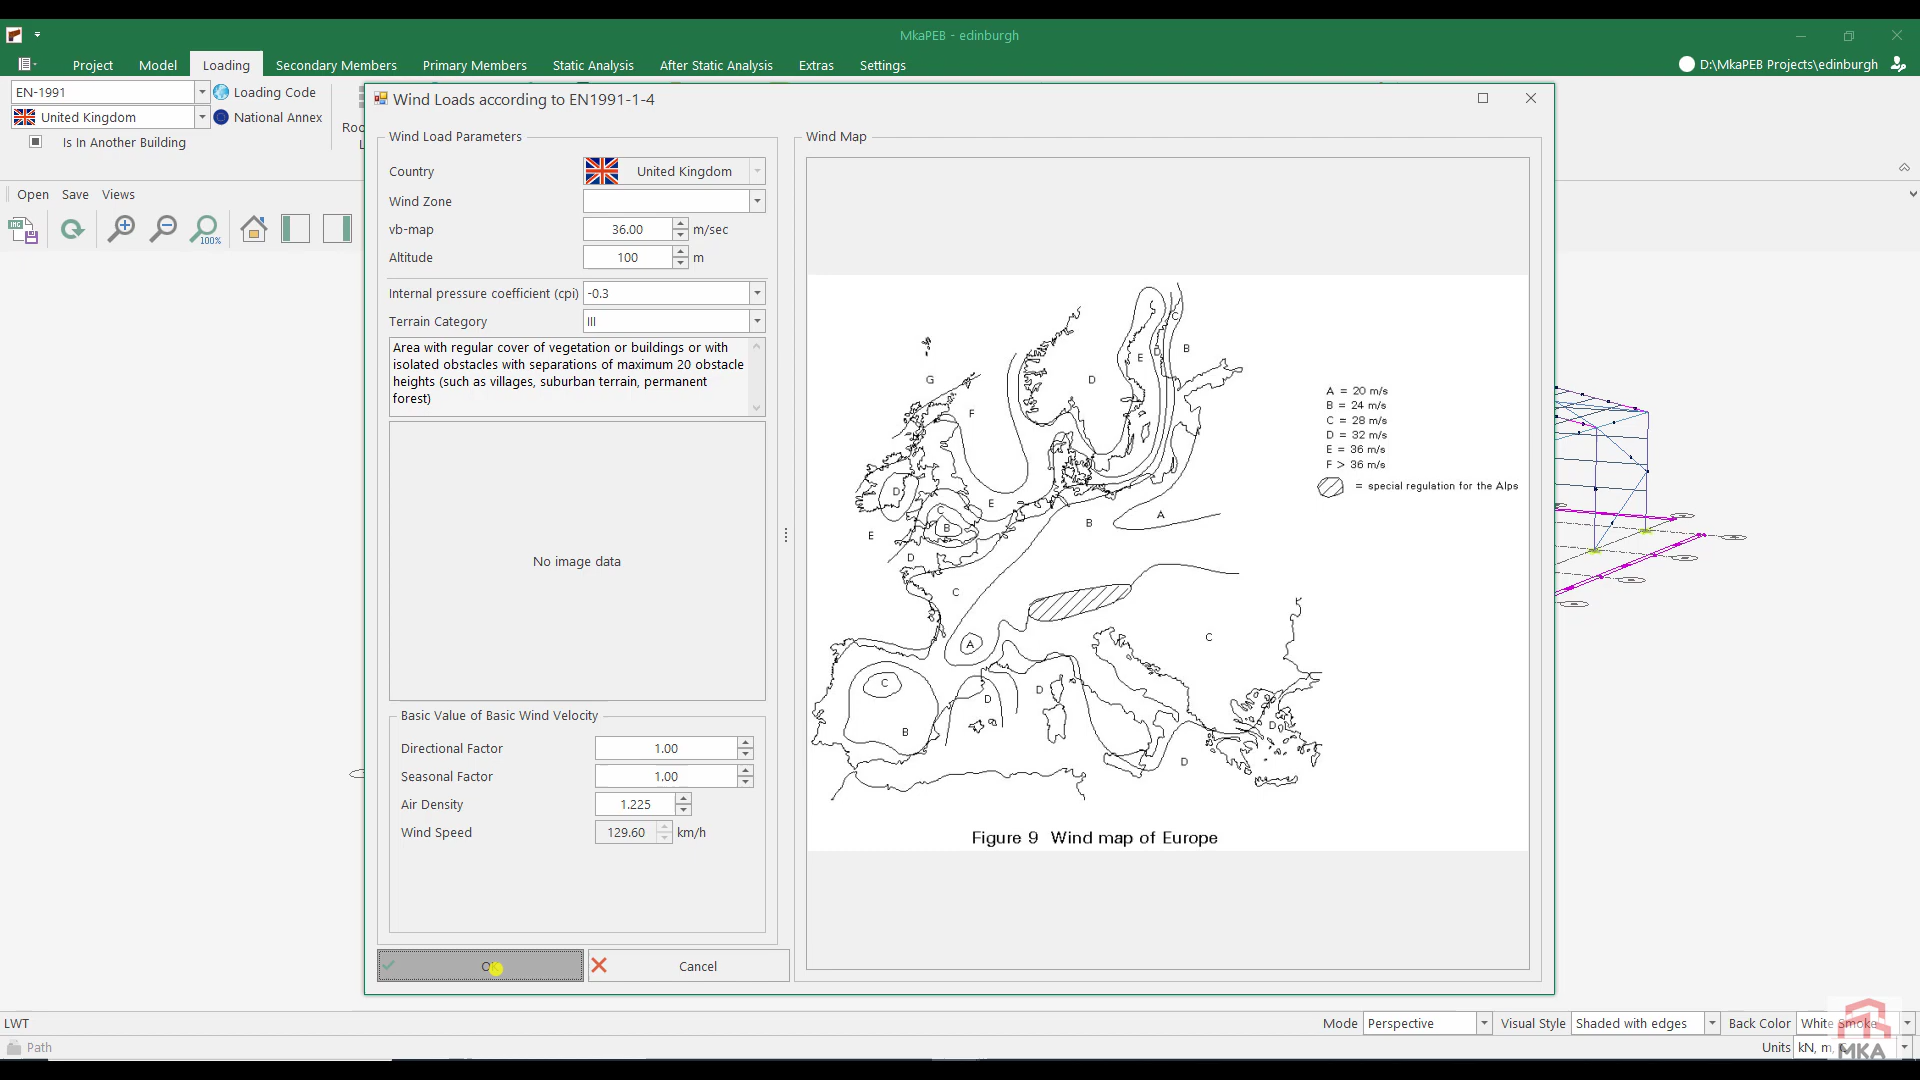 MkaPEB - edinburgh
Project Model Loading Secondary Members Primary Members Static Analysis After Static Analysis Extras Settings
D:\MkaPEB Projects\edinburgh
EN-1991 Loading Code
United Kingdom National Annex
Is In Another Building
Open Save Views
100%
Wind Loads according to EN1991-1-4
Wind Load Parameters
Country United Kingdom
Wind Zone
vb-map 36.00 m/sec
Altitude 100 m
Internal pressure coefficient (cpi) -0.3
Terrain Category III
Area with regular cover of vegetation or buildings or with
isolated obstacles with separations of maximum 20 obstacle
heights (such as villages, suburban terrain, permanent
forest)
No image data
Basic Value of Basic Wind Velocity
Directional Factor 1.00
Seasonal Factor 1.00
Air Density 1.225
Wind Speed 129.60 km/h
Cancel
Wind Map
C
E D B
G D
F
A = 20 m/s
B = 24 m/s
C = 28 m/s
D = 32 m/s
E = 36 m/s
F > 36 m/s
= special regulation for the Alps
D
E
C
A
B
B
E
E
D
C
A
C
C
D
D
B
D
D
Figure 9 Wind map of Europe
LWT
Mode Perspective Visual Style Shaded with edges Back Color White Smoke
Path
Units kN, m,
MKA